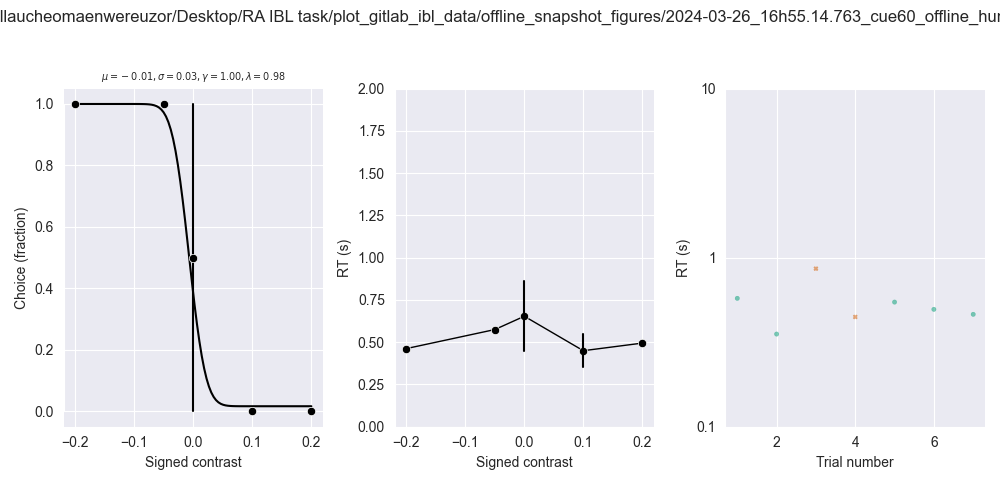 llaucheomaenwereuzor/Desktop/RA IBL task/plot_gitlab_ibl_data/offline_snapshot_figures/2024-03-26_16h55.14.763_cue60_offline_hu
μ = − 0.01, σ = 0.03, γ = 1.00, λ = 0.98
1.0
0.8
0.6
0.4
0.2
0.0
Choice (fraction)
−0.2 −0.1 0.0 0.1 0.2
Signed contrast
2.00
1.75
1.50
1.25
1.00
0.75
0.50
0.25
0.00
RT (s)
−0.2 −0.1 0.0 0.1 0.2
Signed contrast
10
1
0.1
RT (s)
2 4 6
Trial number